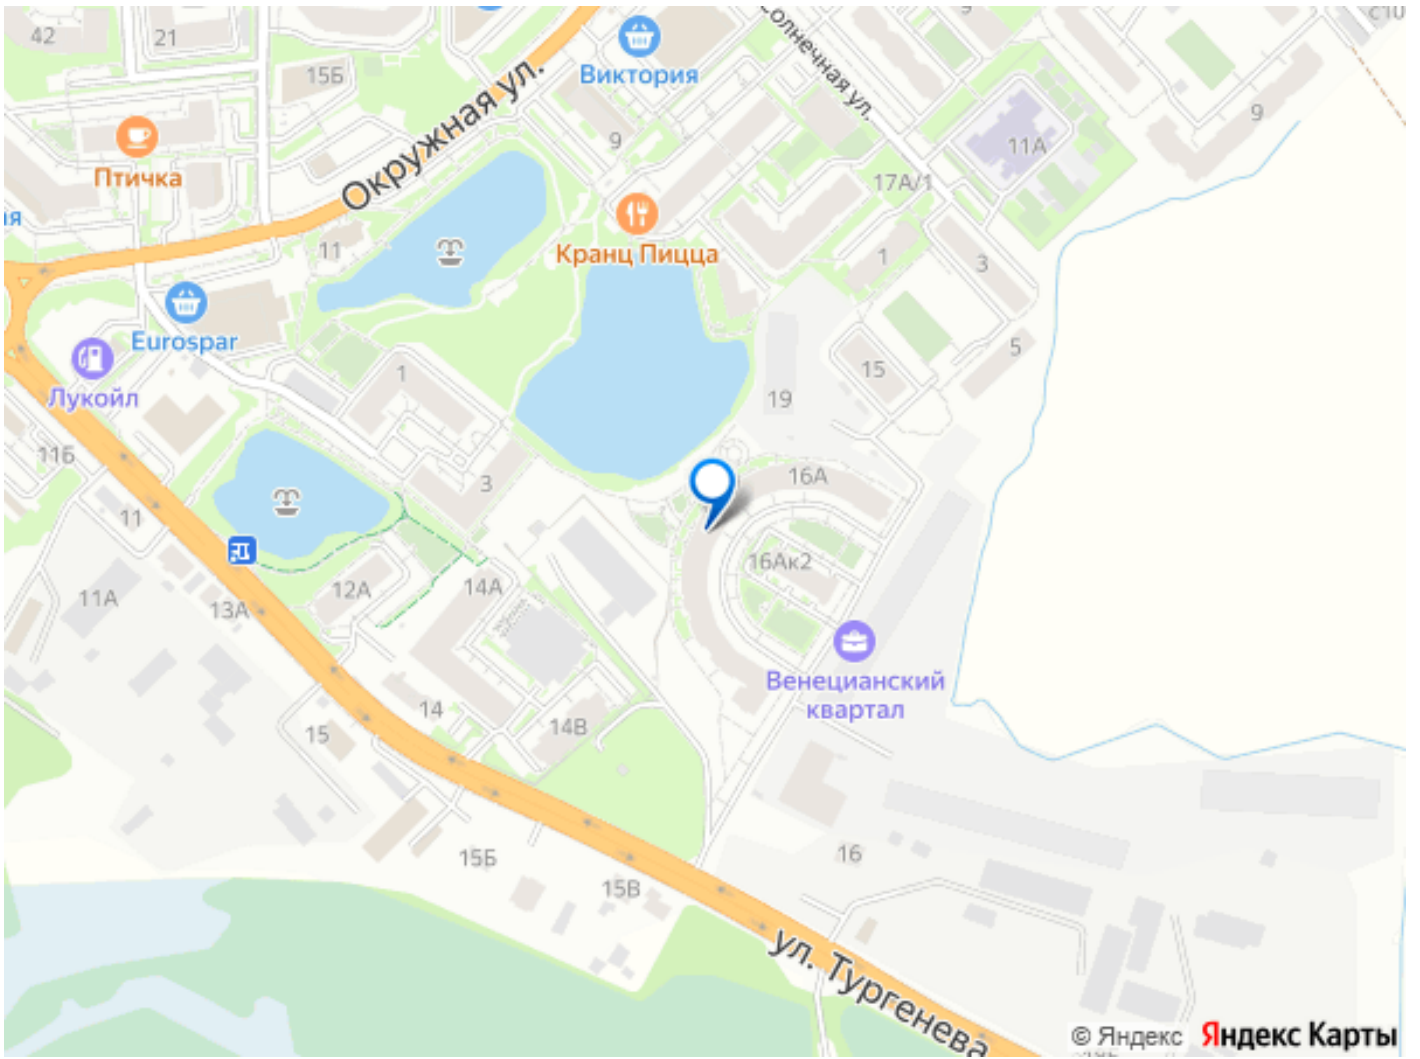 42
21
15Б
Виктория
9
Солнечная ул.
с10
9
11А
9
Окружная ул.
Птичка
17А/1
11
Кранц Пицца
1
3
Eurospar
Лукойл
1
19
15
5
11Б
3
16А
11
16Ак2
11А
13А
12А
14А
Венецианский
квартал
14
14В
15
15Б
15В
16
ул. Тургенева
© Яндекс
Яндекс Карты